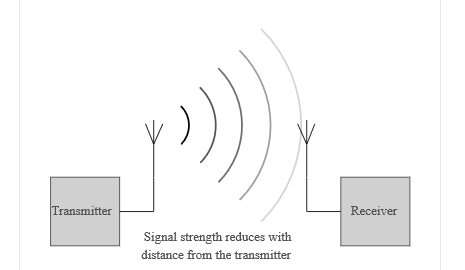 Transmitter
Receiver
Signal strength reduces with
distance from the transmitter